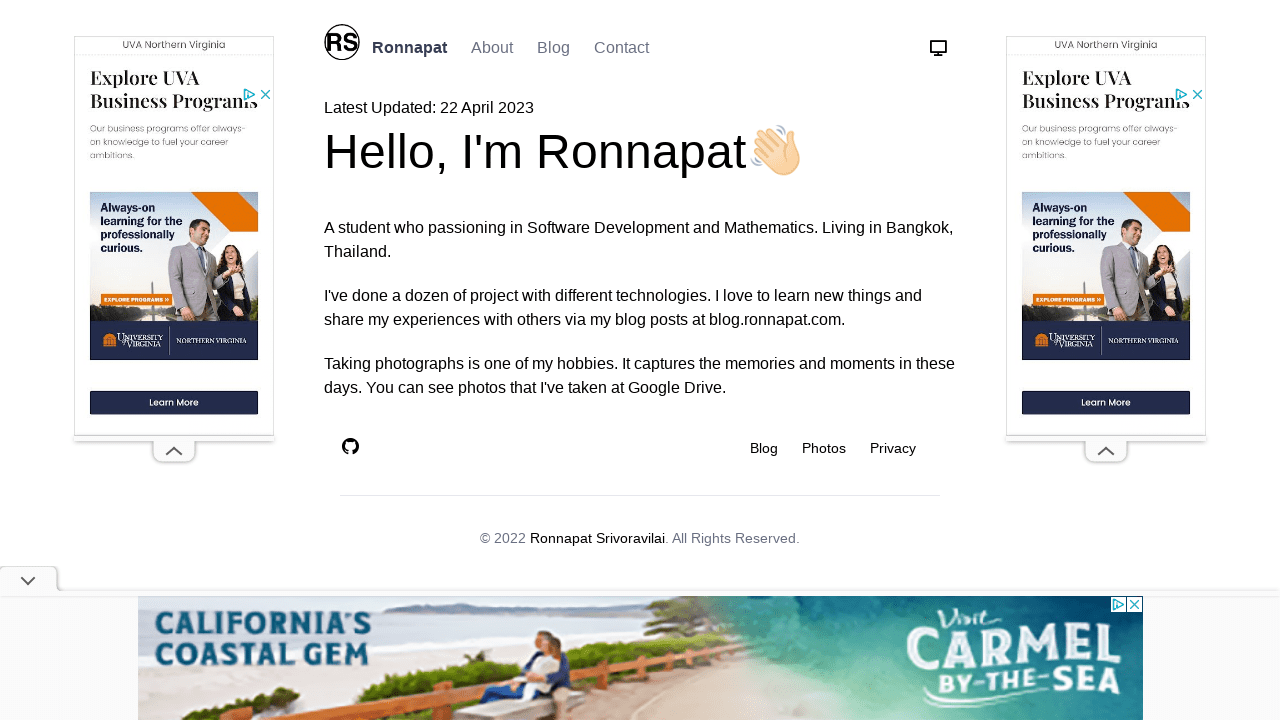 RS
Ronnapat
About
Blog
Contact
Latest Updated: 22 April 2023
Hello, I'm Ronnapat
A student who passioning in Software Development and Mathematics. Living in Bangkok,
Thailand.
I've done a dozen of project with different technologies. I love to learn new things and
share my experiences with others via my blog posts at blog.ronnapat.com.
Taking photographs is one of my hobbies. It captures the memories and moments in these
days. You can see photos that I've taken at Google Drive.
Blog
Photos
Privacy
© 2022 Ronnapat Srivoravilai. All Rights Reserved.
UVA Northern Virginia
Explore UVA
Business Programs
Our business programs offer always-
on knowledge to fuel your career
ambitions.
Always-on
learning for the
professionally
curious.
EXPLORE PROGRAMS »
UNIVERSITY
of VIRGINIA
NORTHERN VIRGINIA
Learn More
UVA Northern Virginia
Explore UVA
Business Programs
Our business programs offer always-
on knowledge to fuel your career
ambitions.
Always-on
learning for the
professionally
curious.
EXPLORE PROGRAMS »
UNIVERSITY
of VIRGINIA
NORTHERN VIRGINIA
Learn More
CALIFORNIA'S
COASTAL GEM
Visit
CARMEL
BY-THE-SEA